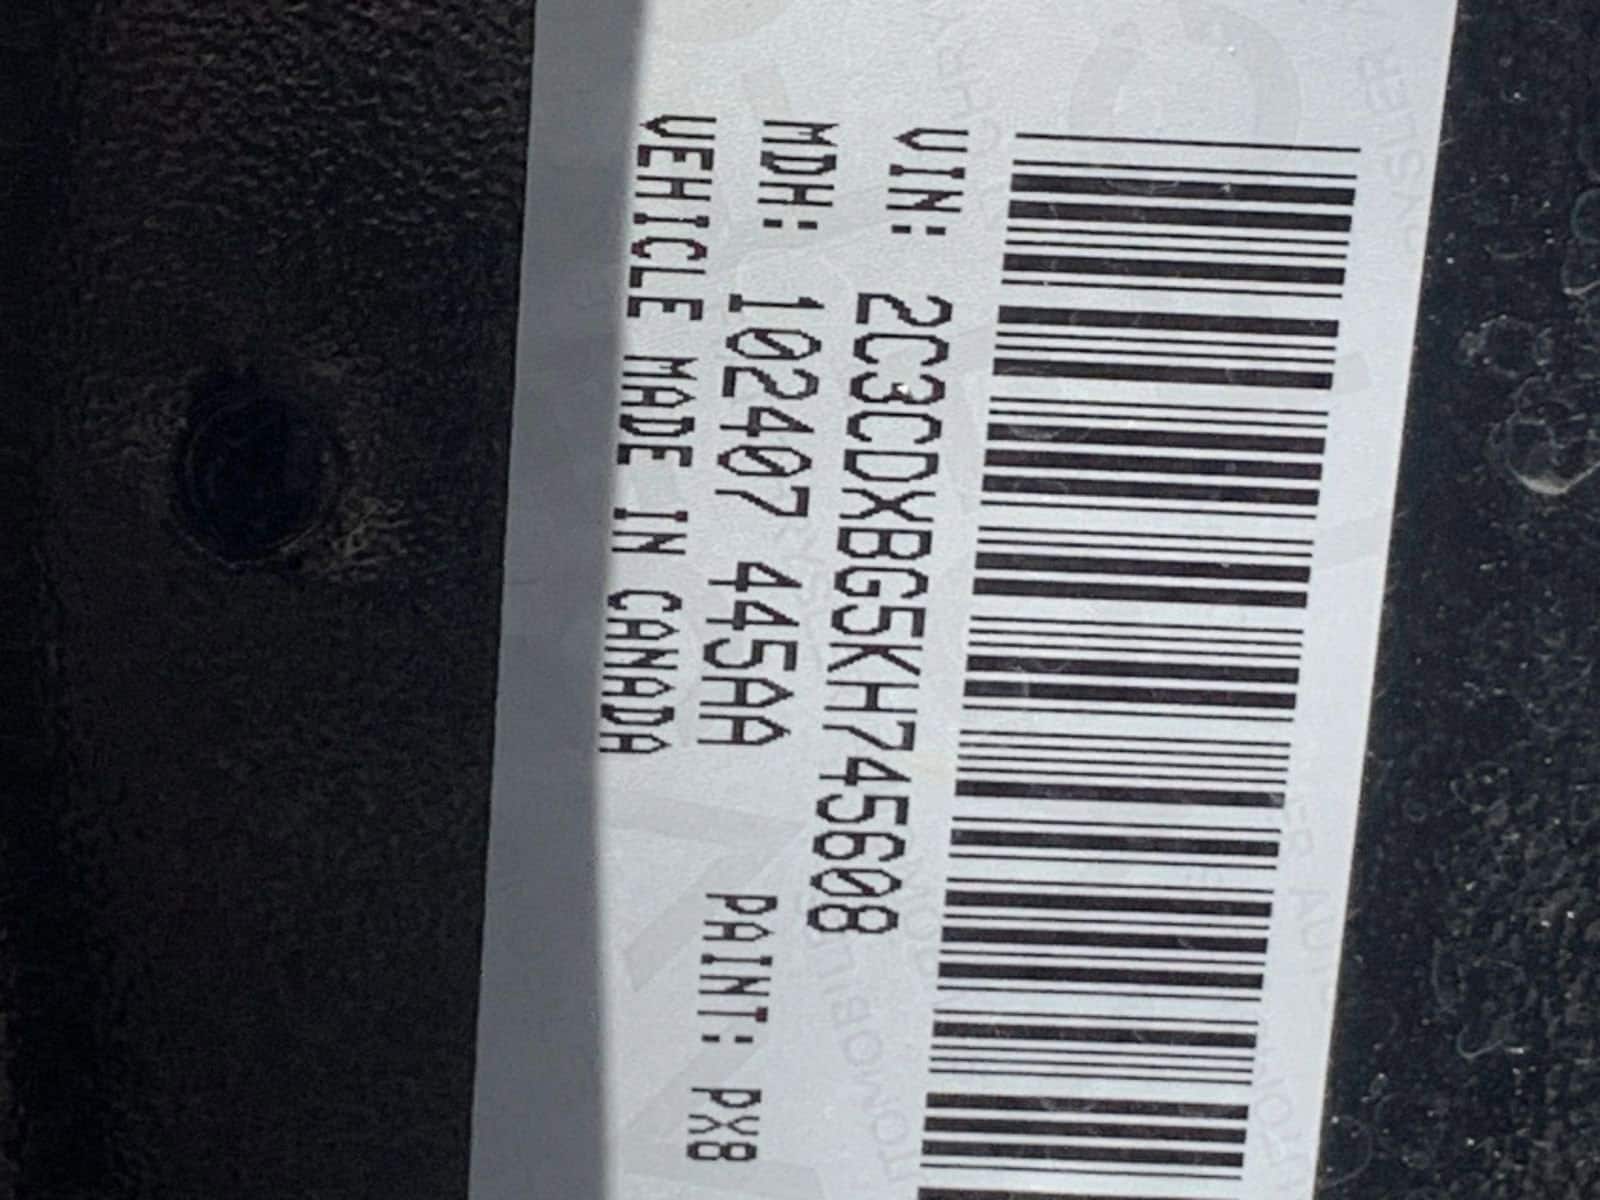 VIN: 2C3CDXBG5KH745608
MDH: 102407 445AA PAINT: PX8
VEHICLE MADE IN CANADA